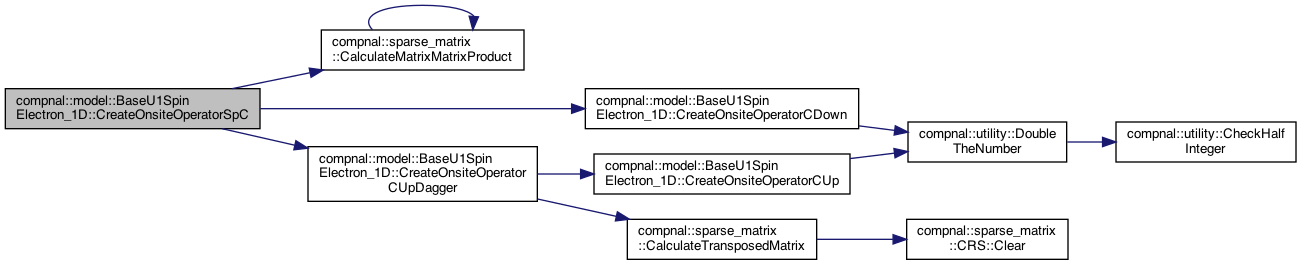 compnal::sparse_matrix
::CalculateMatrixMatrixProduct
compnal::model::BaseU1Spin
Electron_1D::CreateOnsiteOperatorSpC
compnal::model::BaseU1Spin
Electron_1D::CreateOnsiteOperatorCDown
compnal::utility::Double
TheNumber
compnal::utility::CheckHalf
Integer
compnal::model::BaseU1Spin
Electron_1D::CreateOnsiteOperator
CUpDagger
compnal::model::BaseU1Spin
Electron_1D::CreateOnsiteOperatorCUp
compnal::sparse_matrix
::CalculateTransposedMatrix
compnal::sparse_matrix
::CRS::Clear